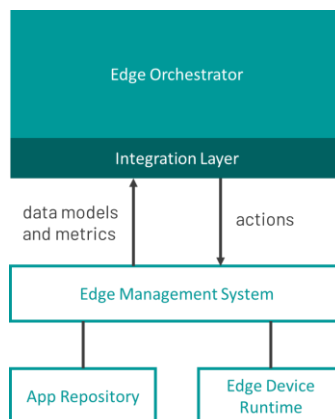 Edge Orchestrator
Integration Layer
data models
and metrics
actions
Edge Management System
App Repository
Edge Device
Runtime